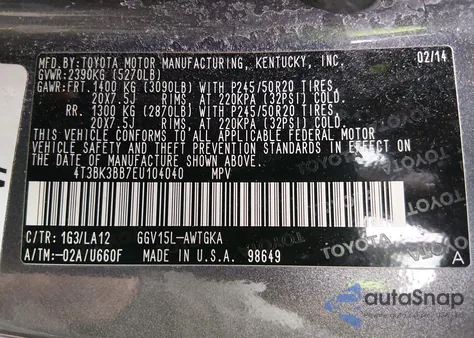 MFD.BY: TOYOTA MOTOR MANUFACTURING, KENTUCKY, INC. 02/14
GVWR: 2390KG (5270LB)
GAWR:FRT. 1400 KG (3090LB) WITH P245/50R20 TIRES,
20X7.5J RIMS, AT 220KPA (32PSI) COLD.
RR. 1300 KG (2870LB) WITH P245/50R20 TIRES,
20X7.5J RIMS, AT 220KPA (32PSI) COLD.
THIS VEHICLE CONFORMS TO ALL APPLICABLE FEDERAL MOTOR
VEHICLE SAFETY AND THEFT PREVENTION STANDARDS IN EFFECT ON THE
DATE OF MANUFACTURE SHOWN ABOVE.
4T3BK3BB7EU104040 MPV
C/TR: 1G3/LA12 GGV15L-AWTGKA
A/TM:-02A/U660F MADE IN U.S.A. 98649 A
TOYOTA
TOYOTA
TOYOTA
TOYOTA
autoSnap